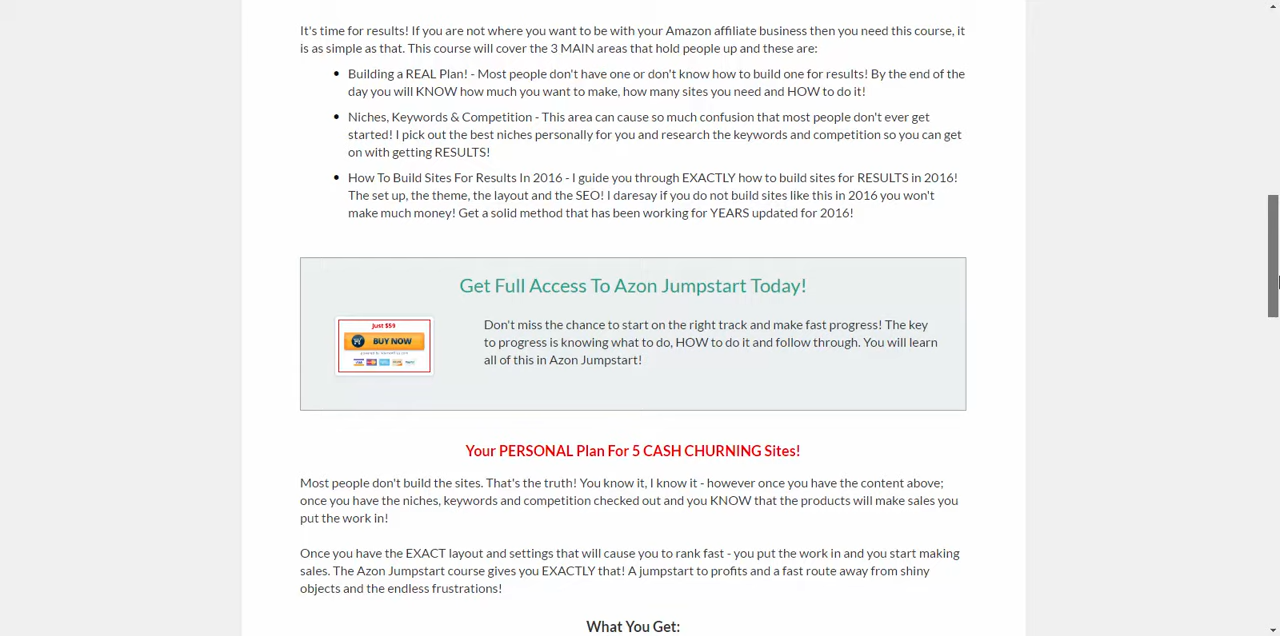 It's time for results! If you are not where you want to be with your Amazon affiliate business then you need this course, it
is as simple as that. This course will cover the 3 MAIN areas that hold people up and these are:
• Building a REAL Plan! - Most people don't have one or don't know how to build one for results! By the end of the
day you will KNOW how much you want to make, how many sites you need and HOW to do it!
• Niches, Keywords & Competition - This area can cause so much confusion that most people don't ever get
started! I pick out the best niches personally for you and research the keywords and competition so you can get
on with getting RESULTS!
• How To Build Sites For Results In 2016 - I guide you through EXACTLY how to build sites for RESULTS in 2016!
The set up, the theme, the layout and the SEO! I daresay if you do not build sites like this in 2016 you won't
make much money! Get a solid method that has been working for YEARS updated for 2016!
Get Full Access To Azon Jumpstart Today!
Just $59
BUY NOW
Don't miss the chance to start on the right track and make fast progress! The key
to progress is knowing what to do, HOW to do it and follow through. You will learn
all of this in Azon Jumpstart!
Your PERSONAL Plan For 5 CASH CHURNING Sites!
Most people don't build the sites. That's the truth! You know it, I know it - however once you have the content above;
once you have the niches, keywords and competition checked out and you KNOW that the products will make sales you
put the work in!
Once you have the EXACT layout and settings that will cause you to rank fast - you put the work in and you start making
sales. The Azon Jumpstart course gives you EXACTLY that! A jumpstart to profits and a fast route away from shiny
objects and the endless frustrations!
What You Get: